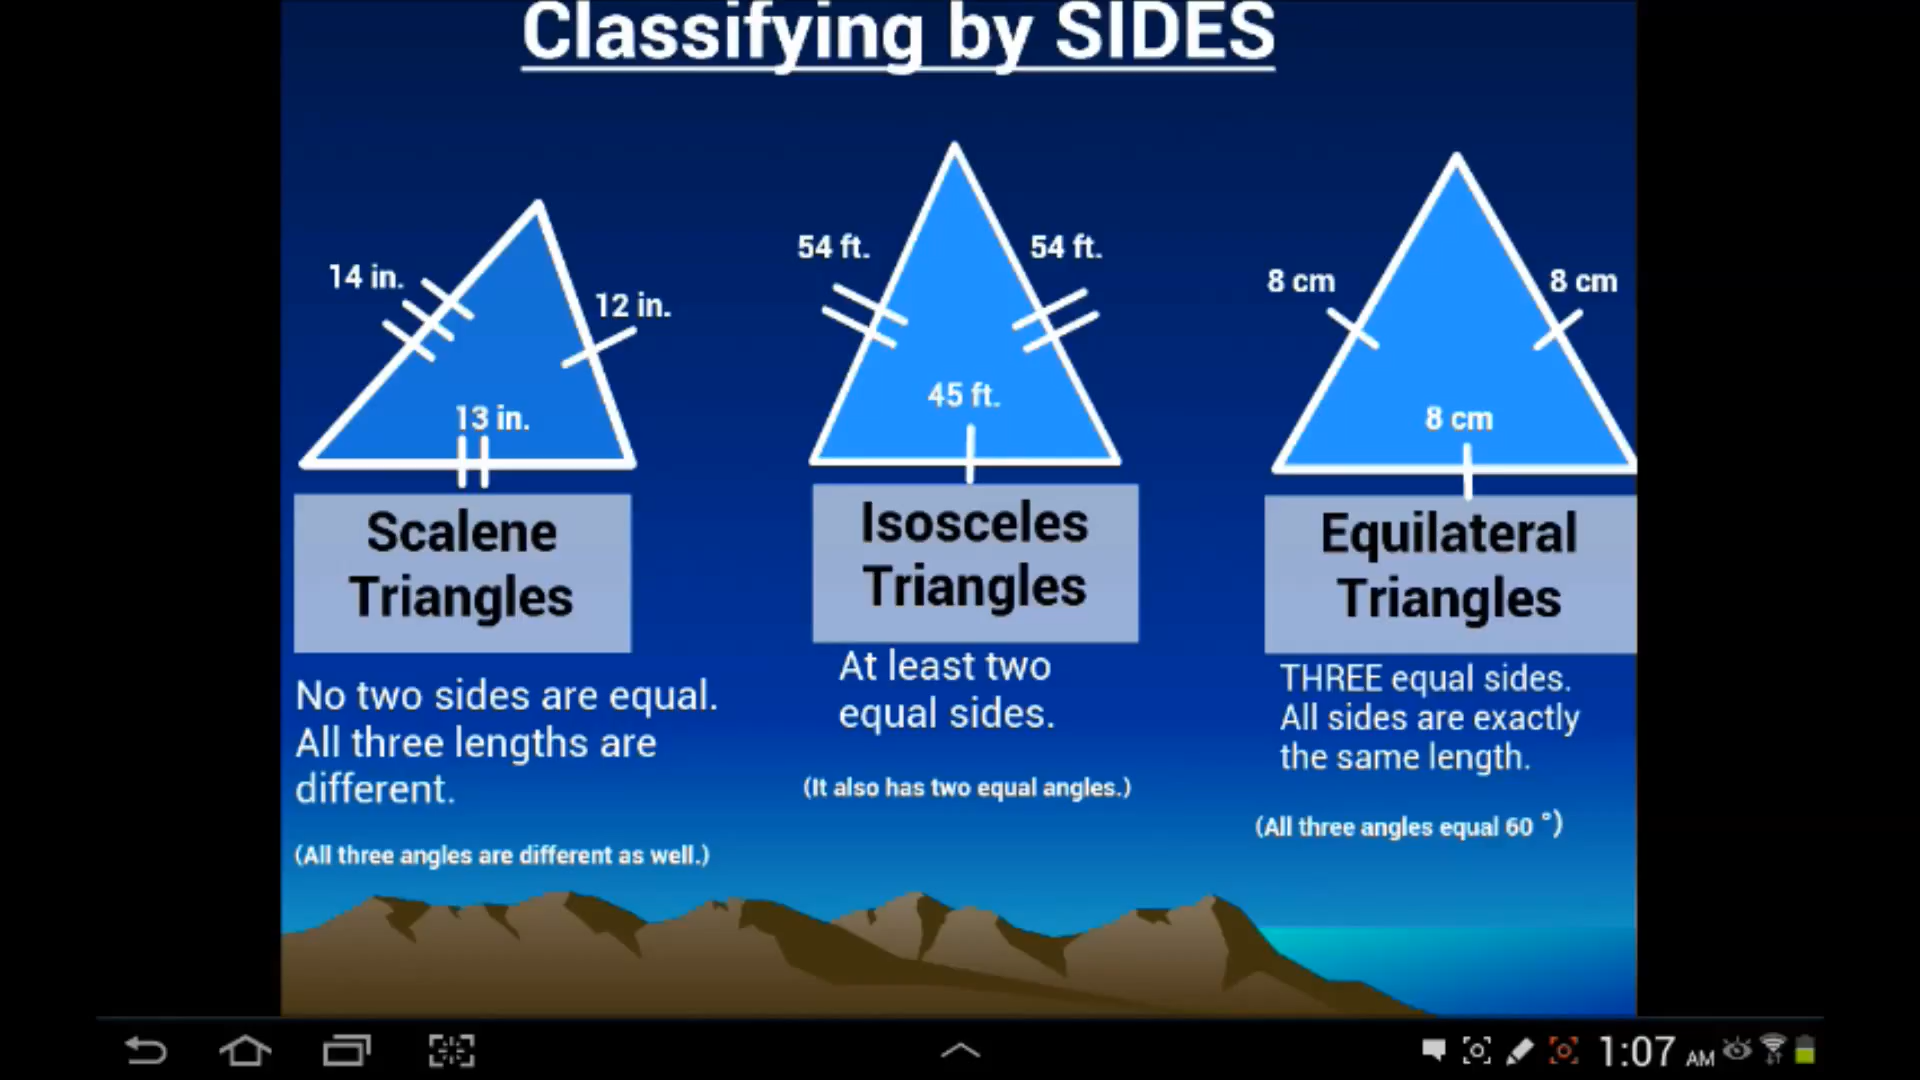 Classifying by SIDES
14 in.
12 in.
13 in.
54 ft.
54 ft.
45 ft.
8 cm
8 cm
8 cm
Scalene
Triangles
No two sides are equal.
All three lengths are
different.
(All three angles are different as well.)
Isosceles
Triangles
At least two
equal sides.
(It also has two equal angles.)
Equilateral
Triangles
THREE equal sides.
All sides are exactly
the same length.
(All three angles equal 60 °)
1:07 AM